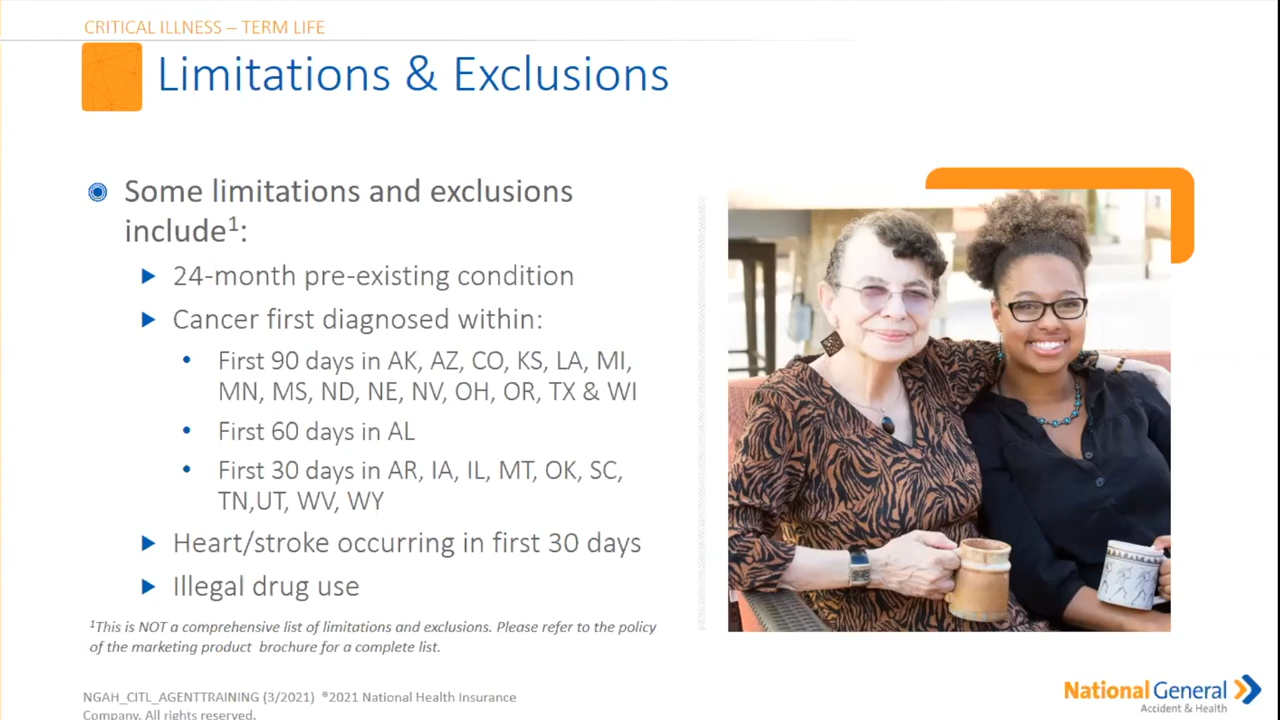 CRITICAL ILLNESS – TERM LIFE
Limitations & Exclusions
Some limitations and exclusions
include¹:
24-month pre-existing condition
Cancer first diagnosed within:
First 90 days in AK, AZ, CO, KS, LA, MI,
MN, MS, ND, NE, NV, OH, OR, TX & WI
First 60 days in AL
First 30 days in AR, IA, IL, MT, OK, SC,
TN,UT, WV, WY
Heart/stroke occurring in first 30 days
Illegal drug use
¹This is NOT a comprehensive list of limitations and exclusions. Please refer to the policy
of the marketing product brochure for a complete list.
NGAH_CITL_AGENTTRAINING (3/2021) ®2021 National Health Insurance
Company. All rights reserved.
National General
Accident & Health